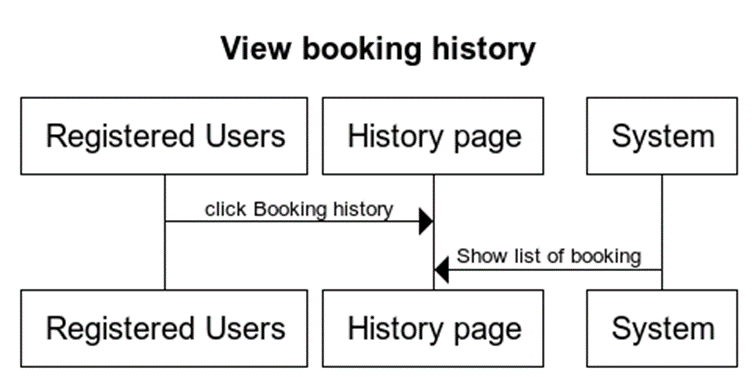 View booking history
Registered Users
History page
System
click Booking history
Show list of booking
Registered Users
History page
System